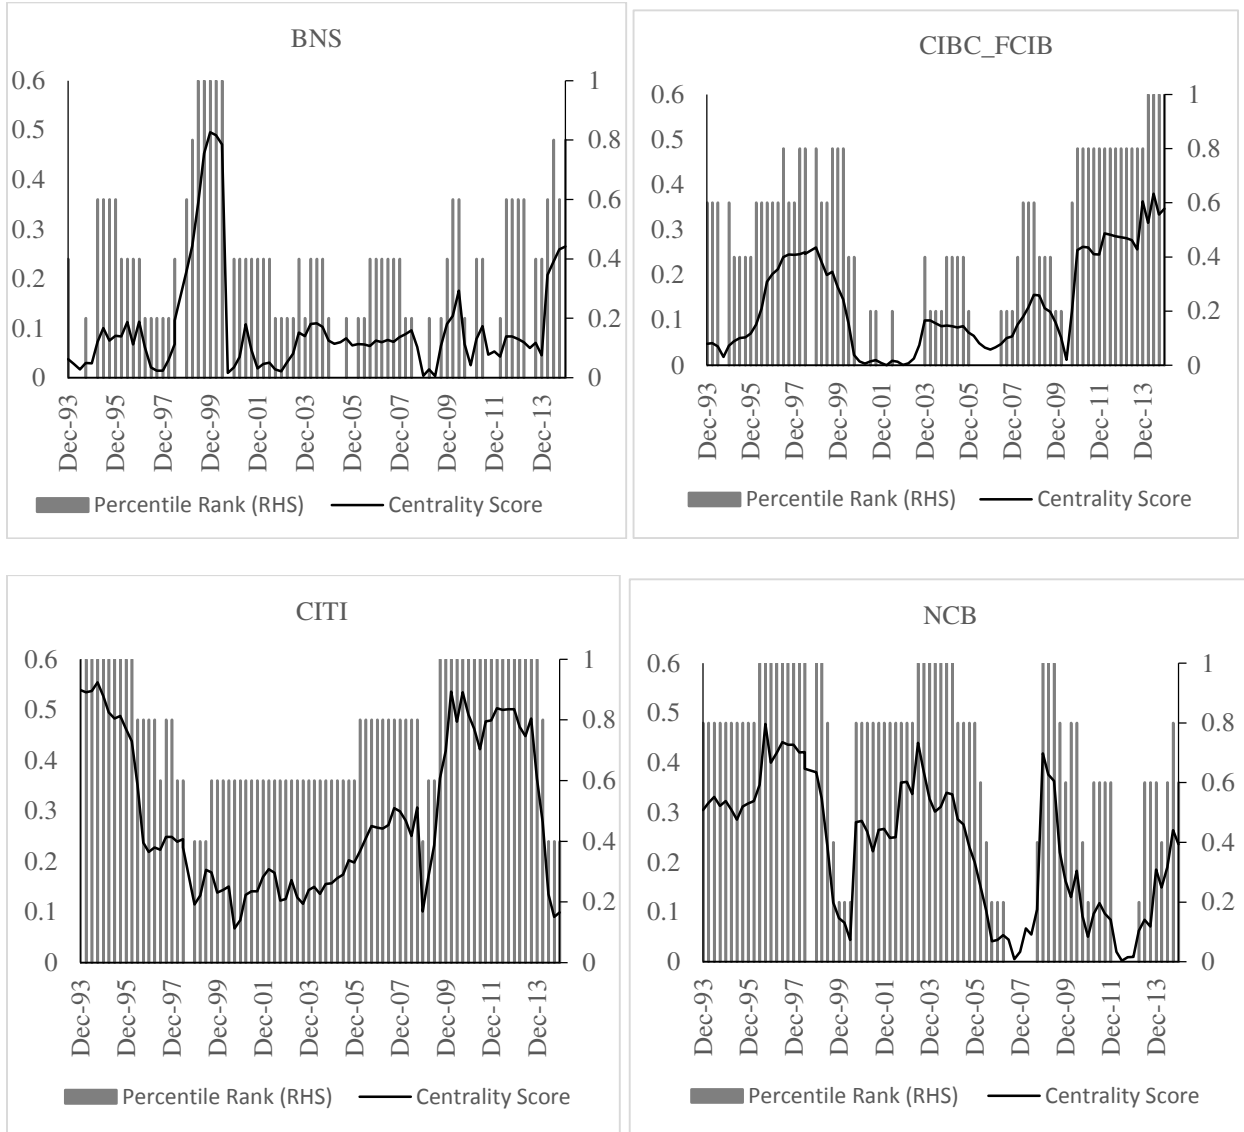 BNS
0.6 1
0.5 0.8
0.4 0.6
0.3
0.2 0.4
0.1 0.2
0 0
Dec-93 Dec-95 Dec-97 Dec-99 Dec-01 Dec-03 Dec-05 Dec-07 Dec-09 Dec-11 Dec-13
Percentile Rank (RHS) Centrality Score
CIBC_FCIB
0.6 1
0.5 0.8
0.4 0.6
0.3
0.2 0.4
0.1 0.2
0 0
Dec-93 Dec-95 Dec-97 Dec-99 Dec-01 Dec-03 Dec-05 Dec-07 Dec-09 Dec-11 Dec-13
Percentile Rank (RHS) Centrality Score
CITI
0.6 1
0.5 0.8
0.4 0.6
0.3
0.2 0.4
0.1 0.2
0 0
Dec-93 Dec-95 Dec-97 Dec-99 Dec-01 Dec-03 Dec-05 Dec-07 Dec-09 Dec-11 Dec-13
Percentile Rank (RHS) Centrality Score
NCB
0.6 1
0.5 0.8
0.4 0.6
0.3
0.2 0.4
0.1 0.2
0 0
Dec-93 Dec-95 Dec-97 Dec-99 Dec-01 Dec-03 Dec-05 Dec-07 Dec-09 Dec-11 Dec-13
Percentile Rank (RHS) Centrality Score